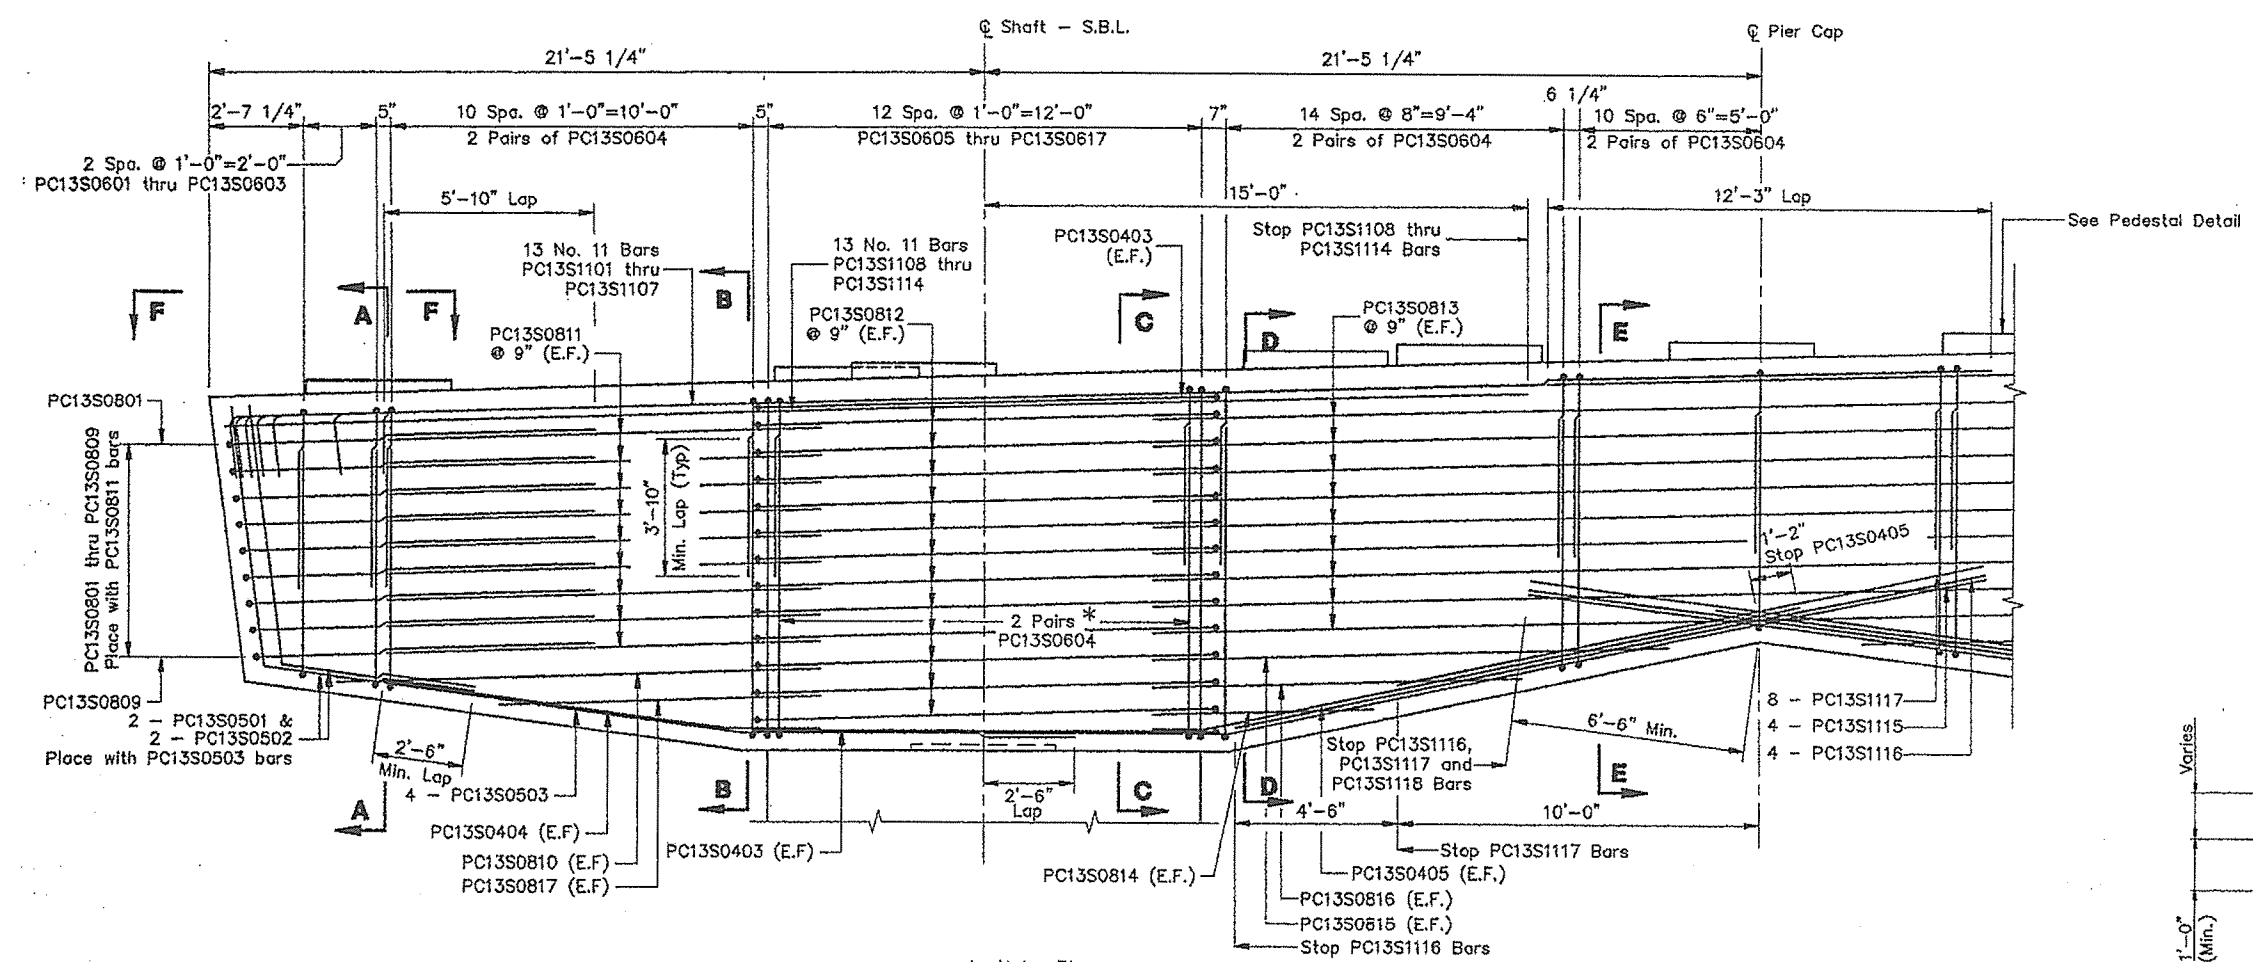 ℄ Shaft - S.B.L.
℄ Pier Cap
21'-5 1/4"
21'-5 1/4"
2'-7 1/4"
5"
10 Spa. @ 1'-0"=10'-0"
2 Pairs of PC13S0604
5"
12 Spa. @ 1'-0"=12'-0"
PC13S0605 thru PC13S0617
7"
14 Spa. @ 8"=9'-4"
2 Pairs of PC13S0604
6 1/4"
10 Spa. @ 6"=5'-0"
2 Pairs of PC13S0604
2 Spa. @ 1'-0"=2'-0"
PC13S0601 thru PC13S0603
5'-10" Lap
15'-0"
12'-3" Lap
See Pedestal Detail
13 No. 11 Bars
PC13S1101 thru
PC13S1107
13 No. 11 Bars
PC13S1108 thru
PC13S1114
PC13S0403
(E.F.)
Stop PC13S1108 thru
PC13S1114 Bars
F
A
F
B
C
D
E
PC13S0811
@ 9" (E.F.)
PC13S0812
@ 9" (E.F.)
PC13S0813
@ 9" (E.F.)
PC13S0801
PC13S0801 thru PC13S0809
Place with PC13S0811 bars
3'-10"
Min. Lap (Typ)
1'-2"
Stop PC13S0405
2 Pairs *
PC13S0604
PC13S0809
2 - PC13S0501 &
2 - PC13S0502
Place with PC13S0503 bars
2'-6"
Min. Lap
4 - PC13S0503
A
B
C
D
E
PC13S0404 (E.F)
PC13S0810 (E.F)
PC13S0817 (E.F)
PC13S0403 (E.F)
2'-6"
Lap
Stop PC13S1116,
PC13S1117 and
PC13S1118 Bars
6'-6" Min.
8 - PC13S1117
4 - PC13S1115
4 - PC13S1116
4'-6"
10'-0"
Stop PC13S1117 Bars
PC13S0814 (E.F.)
PC13S0405 (E.F.)
PC13S0816 (E.F.)
PC13S0815 (E.F.)
Stop PC13S1116 Bars
Varies
1'-0"
(Min.)